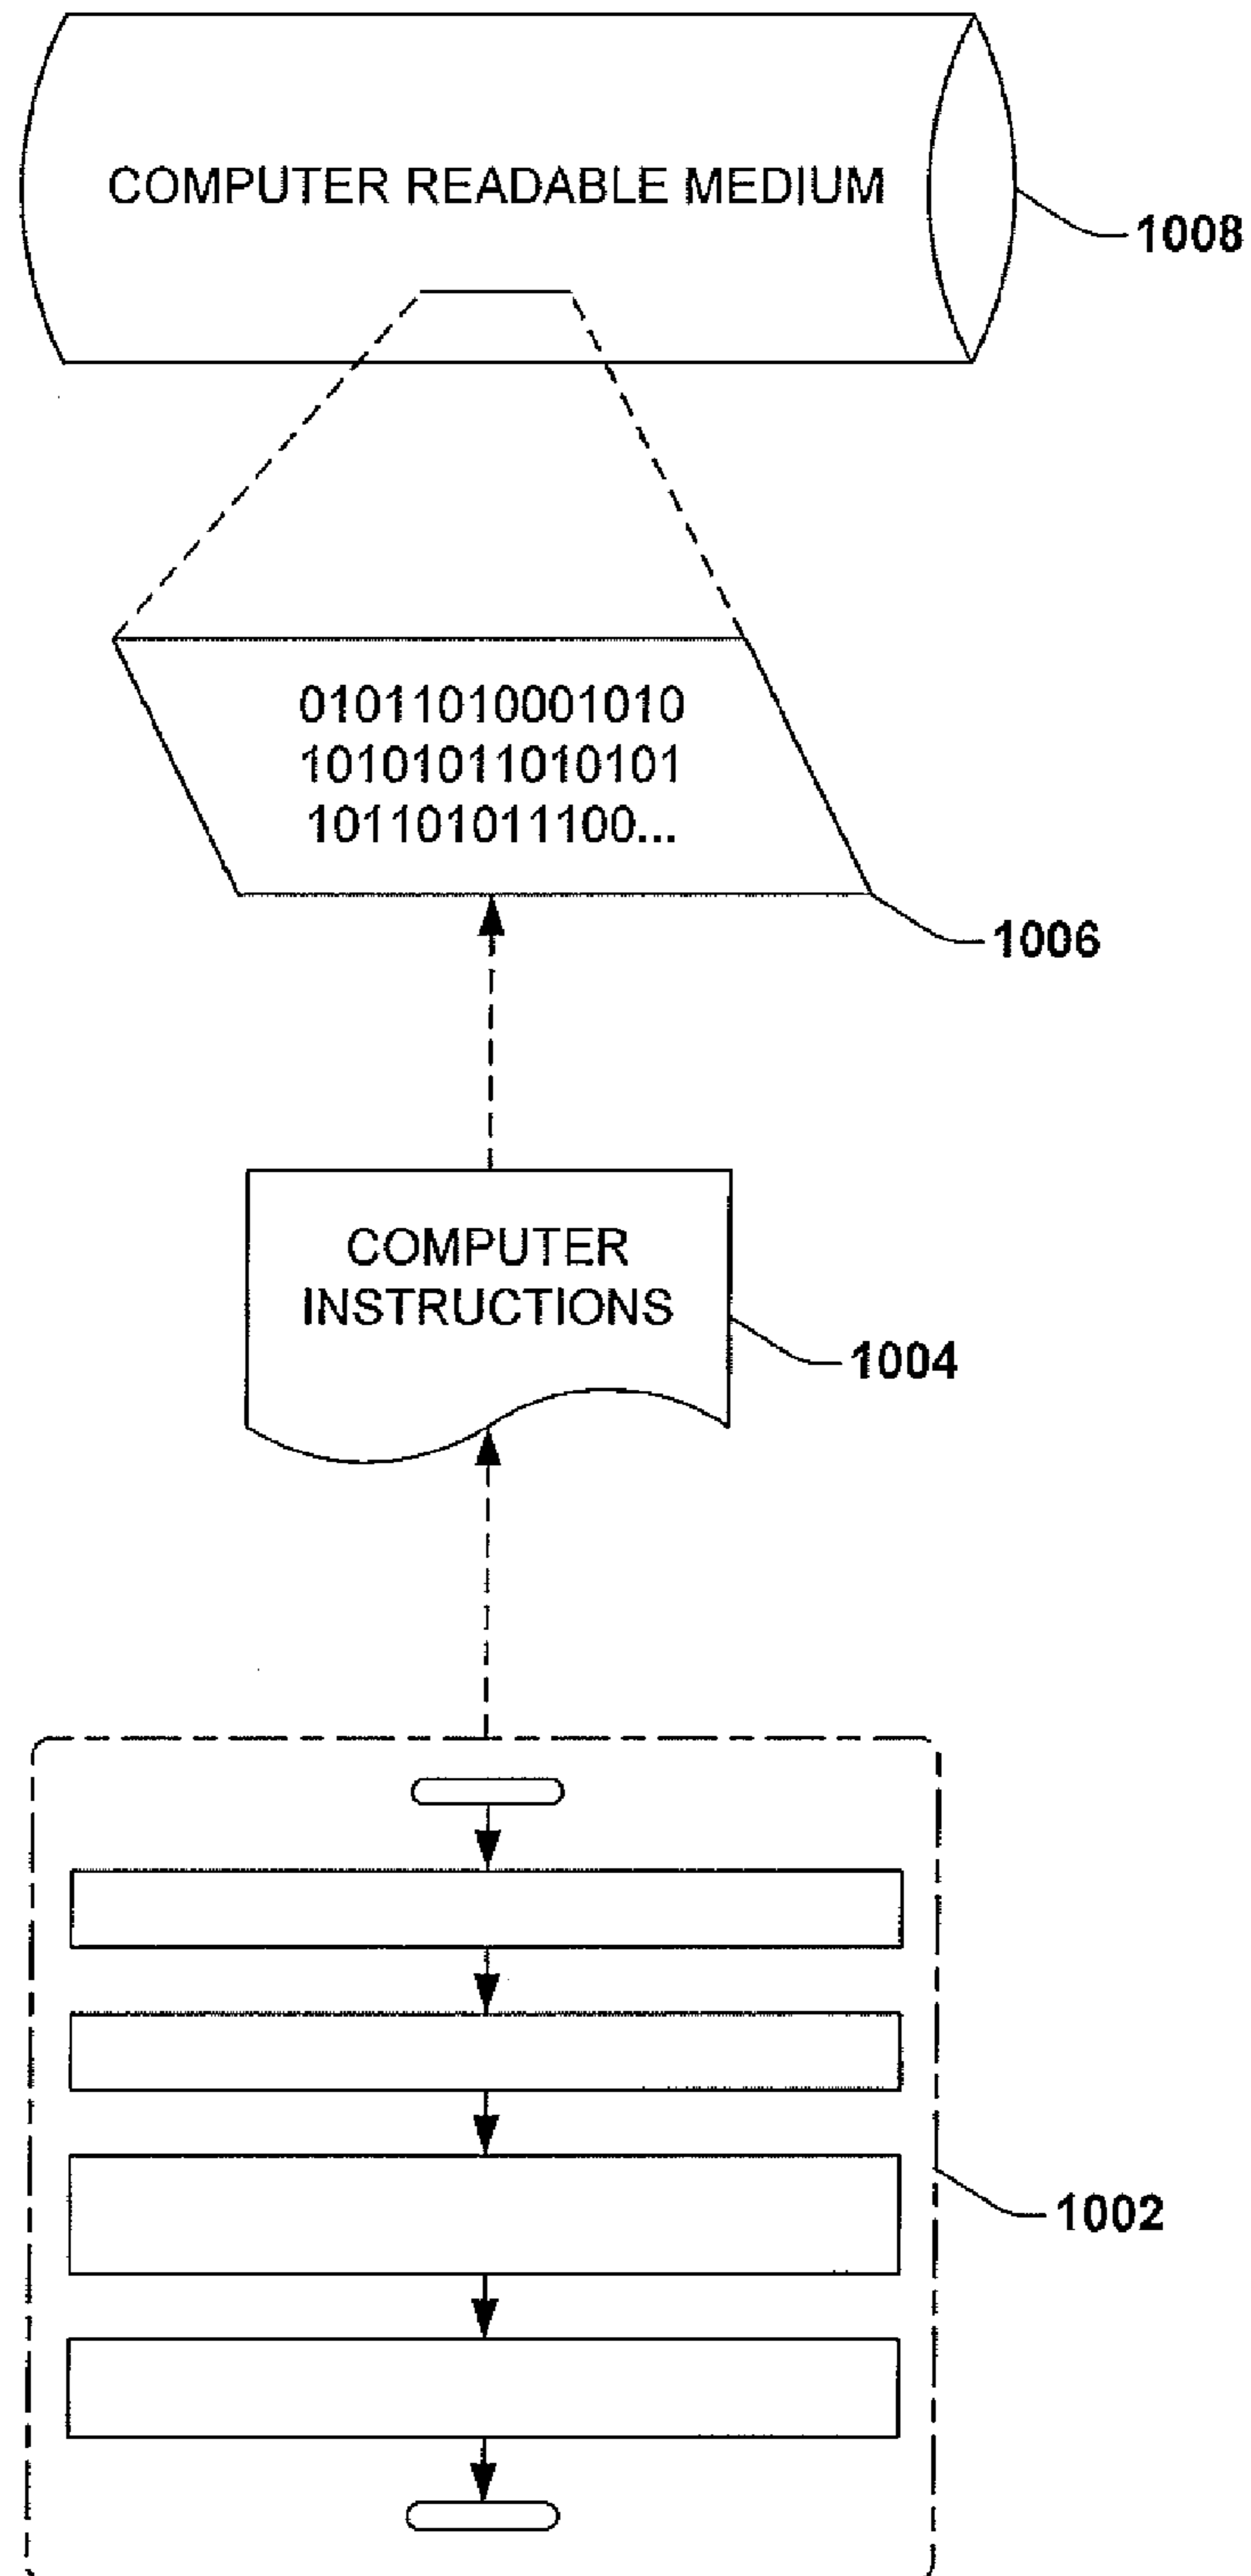 COMPUTER READABLE MEDIUM
1008
01011010001010
10101011010101
101101011100...
1006
COMPUTER
INSTRUCTIONS
1004
1002